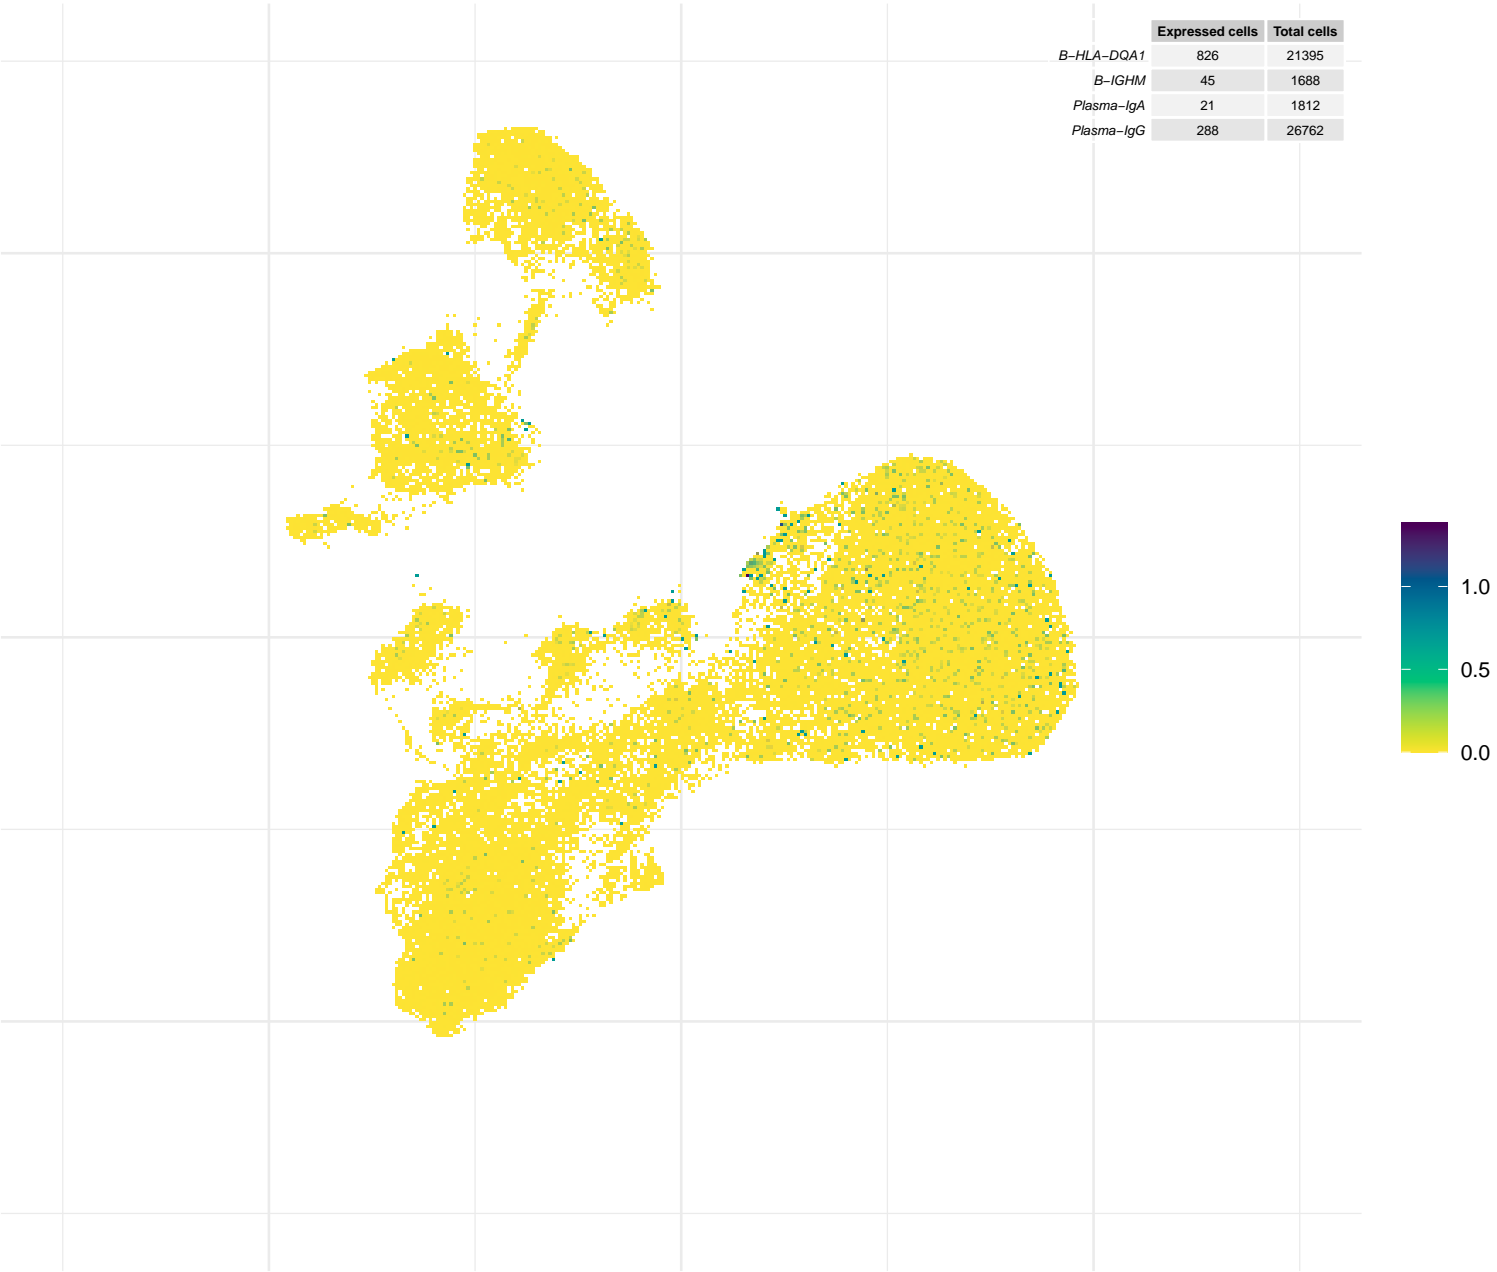 Expressed cells Total cells
B−HLA−DQA1 826 21395
B−IGHM 45 1688
Plasma−IgA 21 1812
Plasma−IgG 288 26762
1.0
0.5
0.0